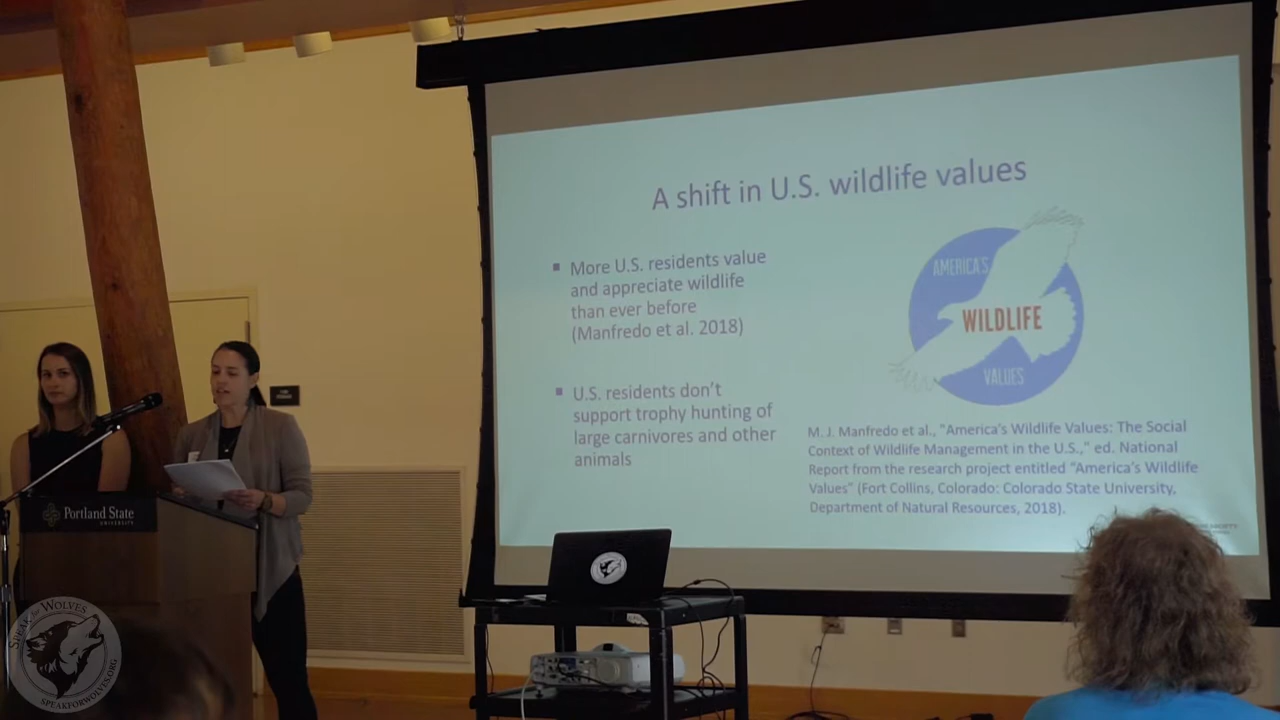 A shift in U.S. wildlife values
▪ More U.S. residents value
and appreciate wildlife
than ever before
(Manfredo et al. 2018)
▪ U.S. residents don't
support trophy hunting of
large carnivores and other
animals
AMERICA'S
WILDLIFE
VALUES
M. J. Manfredo et al., "America's Wildlife Values: The Social
Context of Wildlife Management in the U.S.," ed. National
Report from the research project entitled "America's Wildlife
Values" (Fort Collins, Colorado: Colorado State University,
Department of Natural Resources, 2018).
Portland State
UNIVERSITY
SPEAK for WOLVES
SPEAKFORWOLVES.ORG